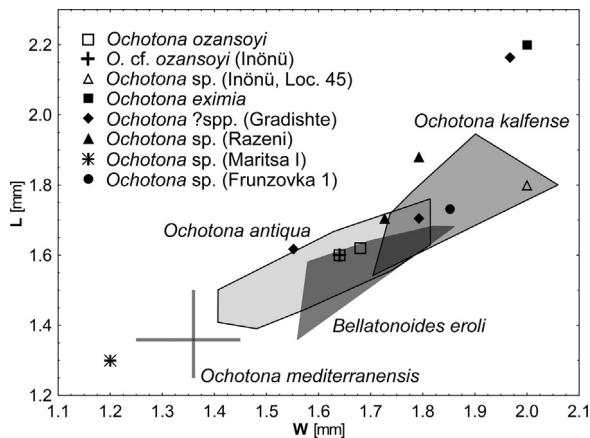 2.2
2.0
1.8
1.6
1.4
1.2
L [mm]
Ochotona ozansoyi
O. cf. ozansoyi (Inönü)
Ochotona sp. (Inönü, Loc. 45)
Ochotona eximia
Ochotona ?spp. (Gradishte)
Ochotona sp. (Razeni)
Ochotona sp. (Maritsa I)
Ochotona sp. (Frunzovka 1)
Ochotona kalfense
Ochotona antiqua
Bellatonoides eroli
Ochotona mediterranensis
1.1 1.2 1.3 1.4 1.5 1.6 1.7 1.8 1.9 2.0 2.1
W [mm]